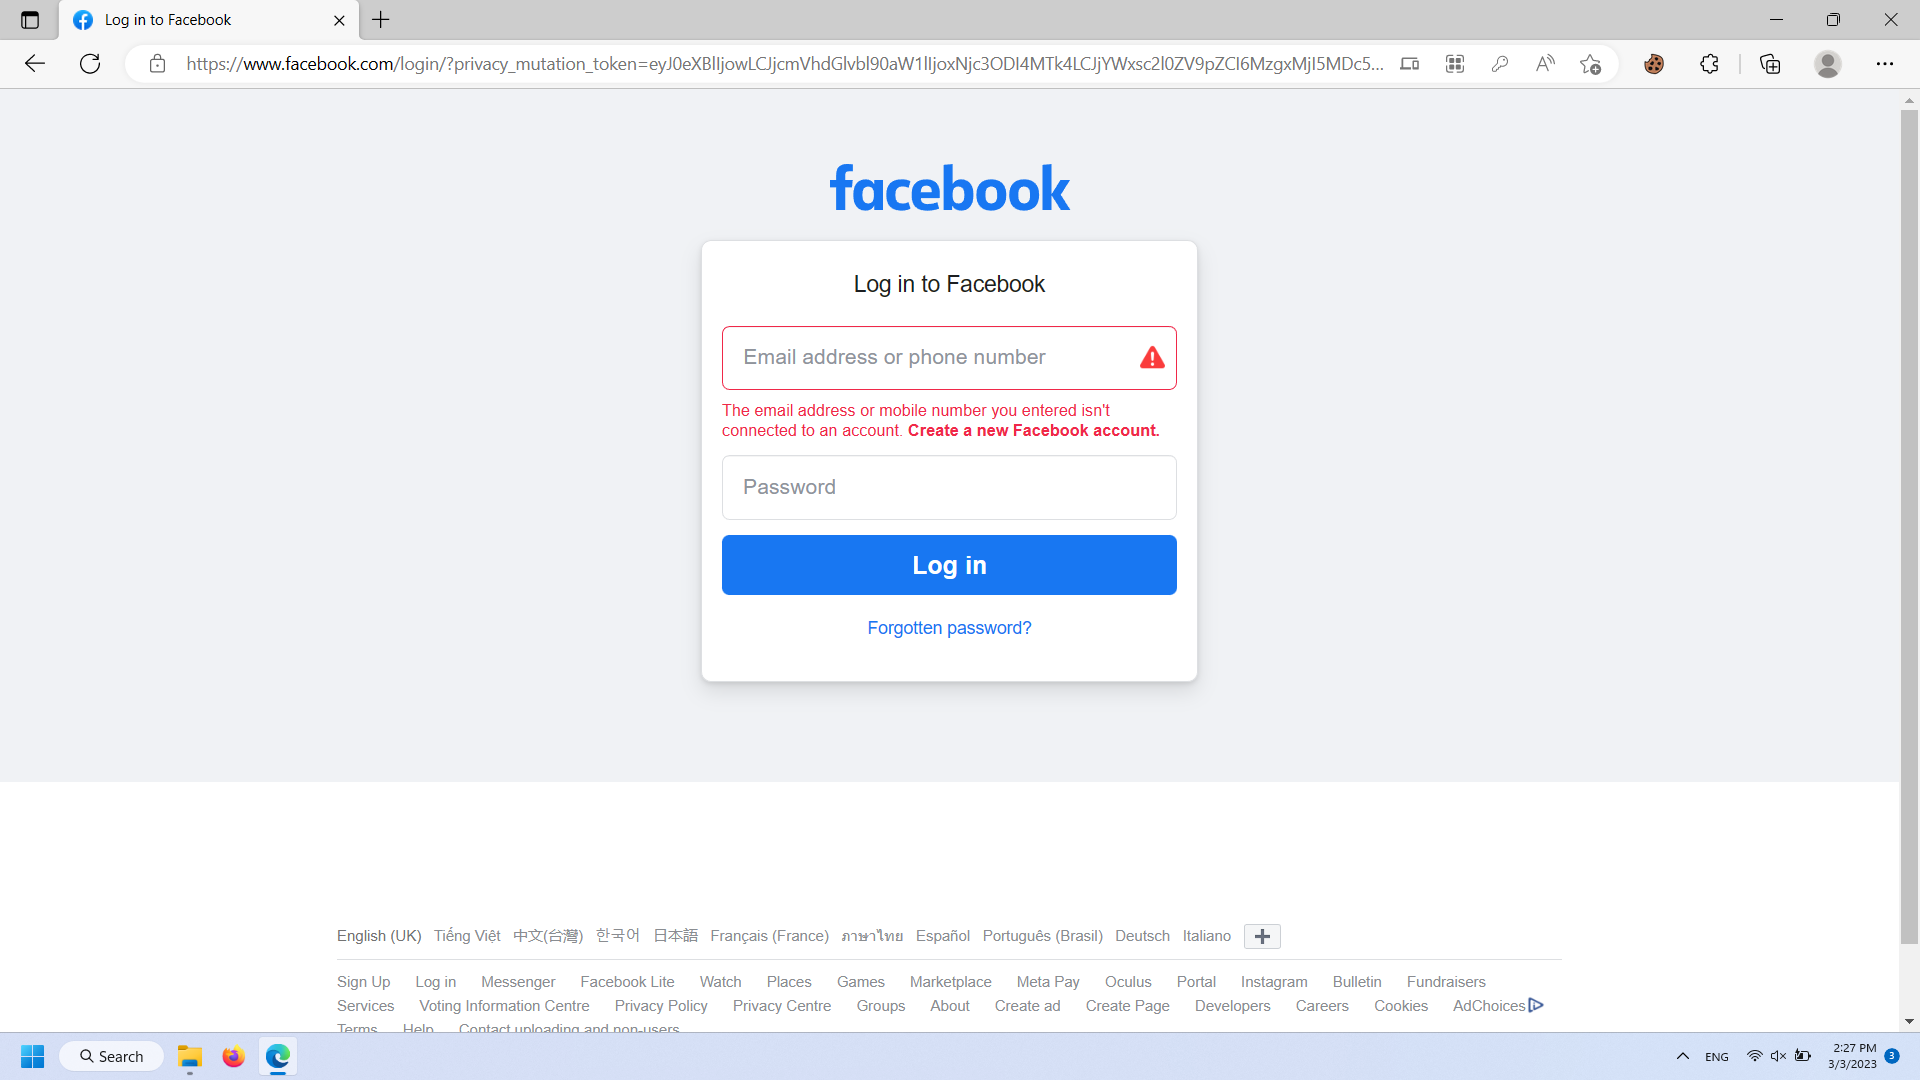 Log in to Facebook
https://www.facebook.com/login/?privacy_mutation_token=eyJ0eXBlIjowLCJjcmVhdGlvbl90aW1lIjoxNjc3ODI4MTk4LCJjYWxsc2l0ZV9pZCI6MzgxMjI5MDc5...
facebook
Log in to Facebook
Email address or phone number
The email address or mobile number you entered isn't
connected to an account. Create a new Facebook account.
Password
Log in
Forgotten password?
English (UK) Tiếng Việt 中文(台灣) 한국어 日本語 Français (France) ภาษาไทย Español Português (Brasil) Deutsch Italiano
Sign Up Log in Messenger Facebook Lite Watch Places Games Marketplace Meta Pay Oculus Portal Instagram Bulletin Fundraisers
Services Voting Information Centre Privacy Policy Privacy Centre Groups About Create ad Create Page Developers Careers Cookies AdChoices
Terms Help Contact uploading and non-users
Search
ENG
2:27 PM
3/3/2023
3